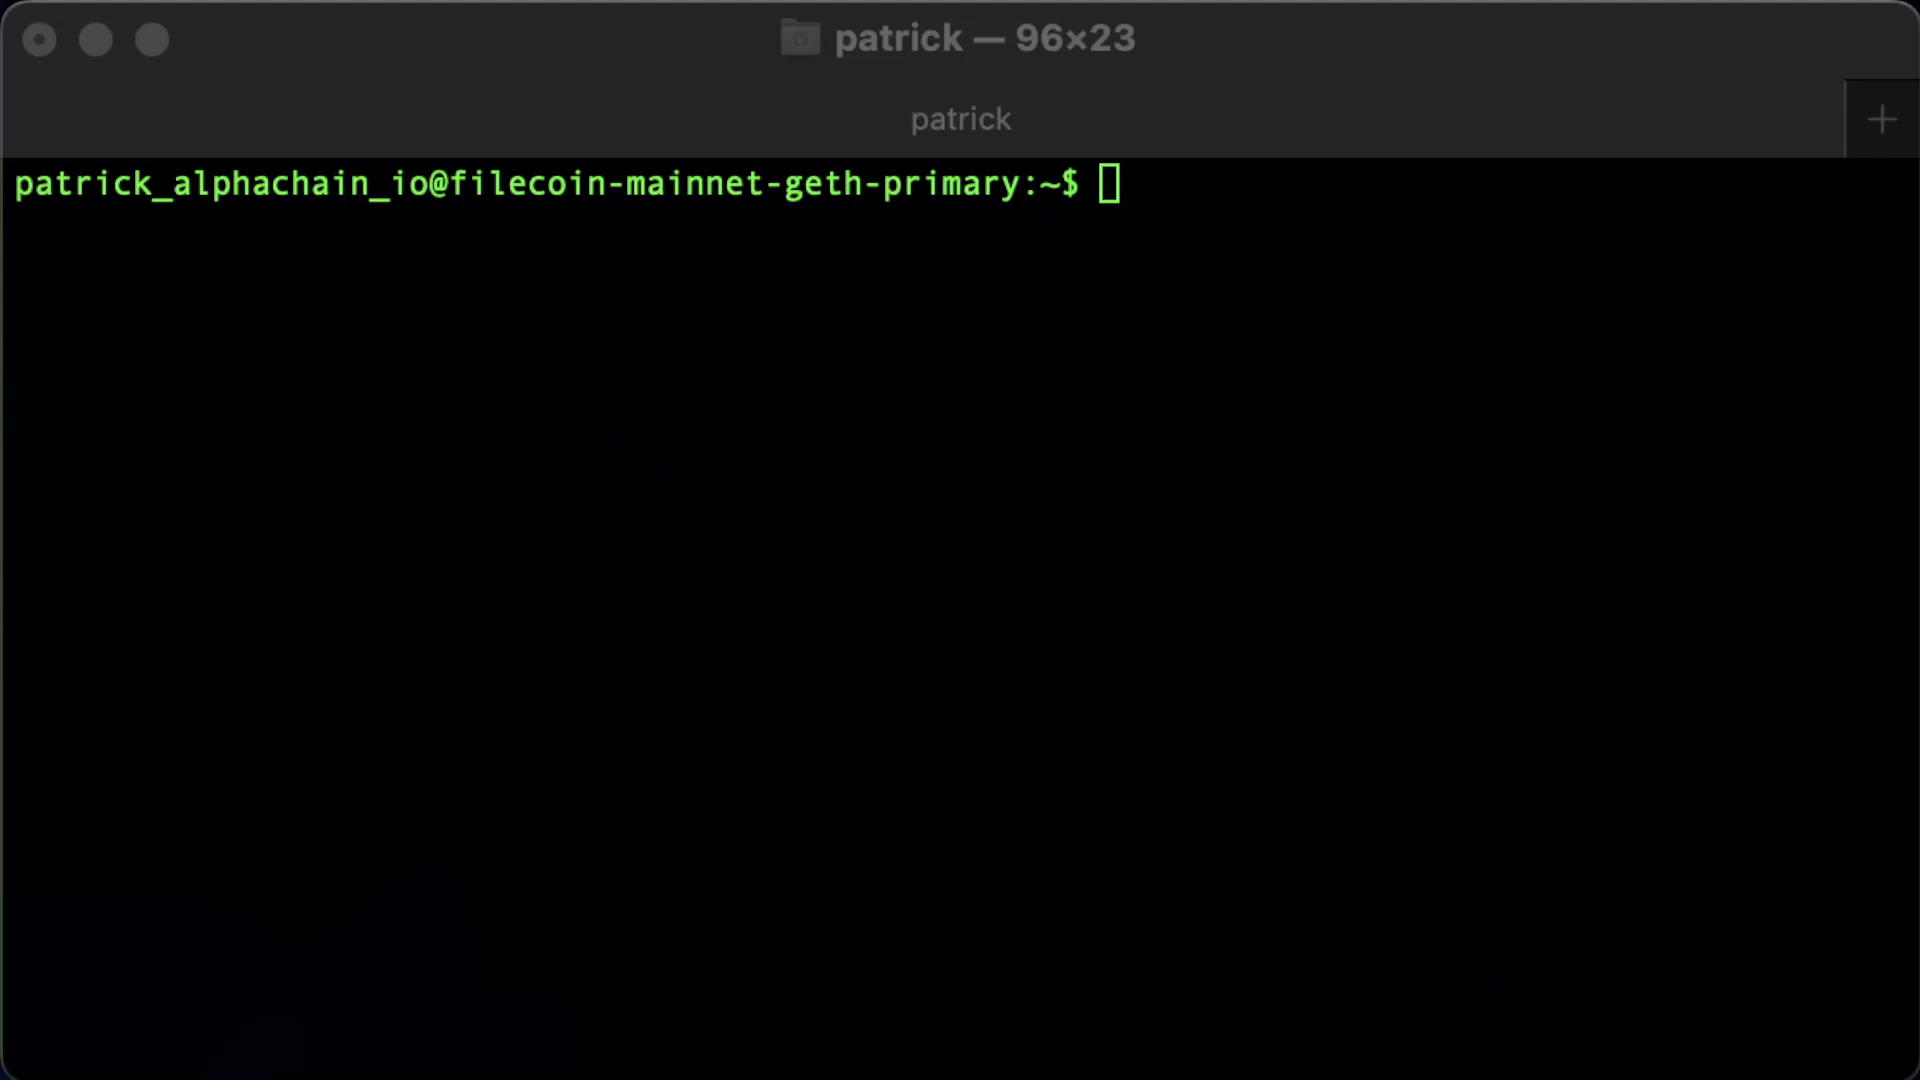 patrick — 96×23
patrick
patrick_alphachain_io@filecoin-mainnet-geth-primary:~$